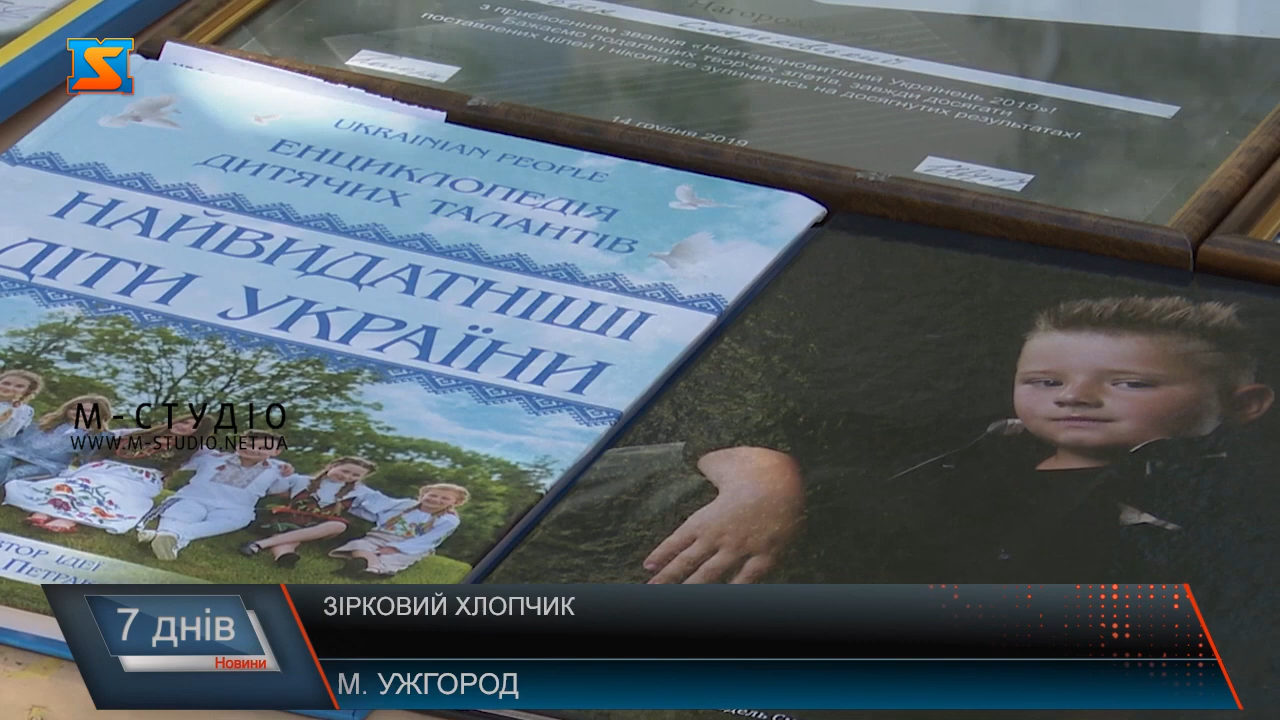 Нагород
з присвоєнням звання «Найталановитіший Українець 2019»!
Бажаємо подальших творчих злетів, завжди досягати
поставлених цілей і ніколи не зупинятись на досягнутих результатах!
14 грудня 2019
UKRAINIAN PEOPLE
ЕНЦИКЛОПЕДІЯ
ДИТЯЧИХ ТАЛАНТІВ
НАЙВИДАТНІШІ
ДІТИ УКРАЇНИ
М-СТУДІО
WWW.M-STUDIO.NET.UA
ІДЕЇ
7 днів
Новини
ЗІРКОВИЙ ХЛОПЧИК
М. УЖГОРОД